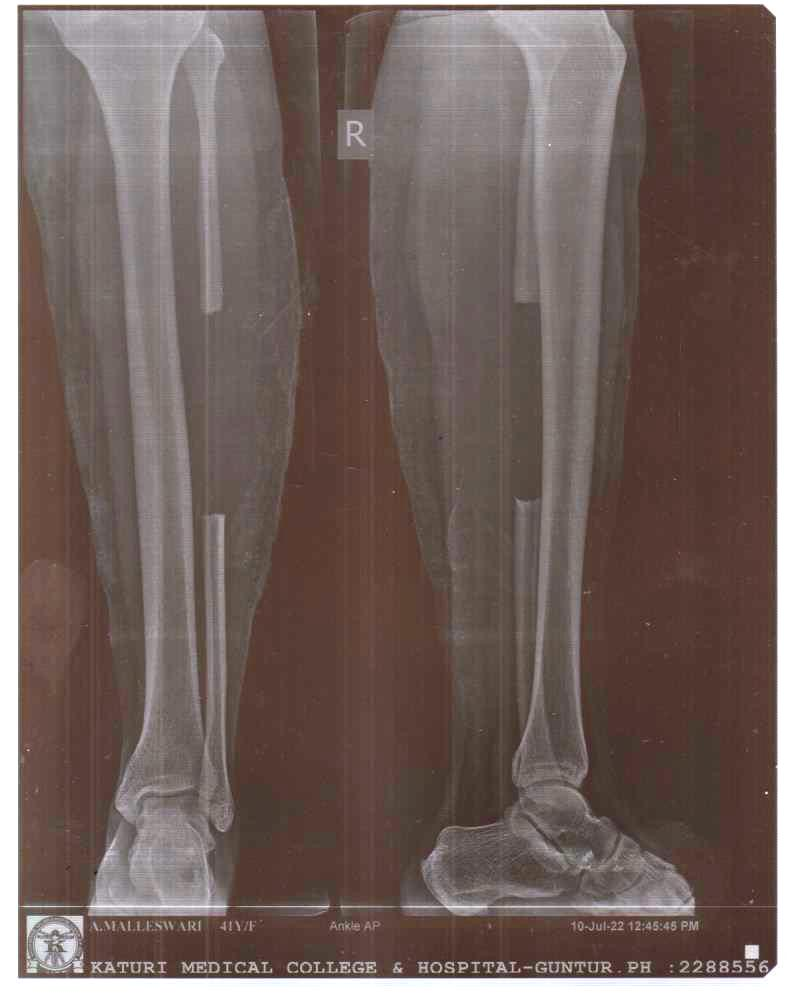 R
A.MALLESWARI 41Y/F Ankle AP 10-Jul-22 12:45:45 PM
KATURI MEDICAL COLLEGE & HOSPITAL-GUNTUR.PH :2288556